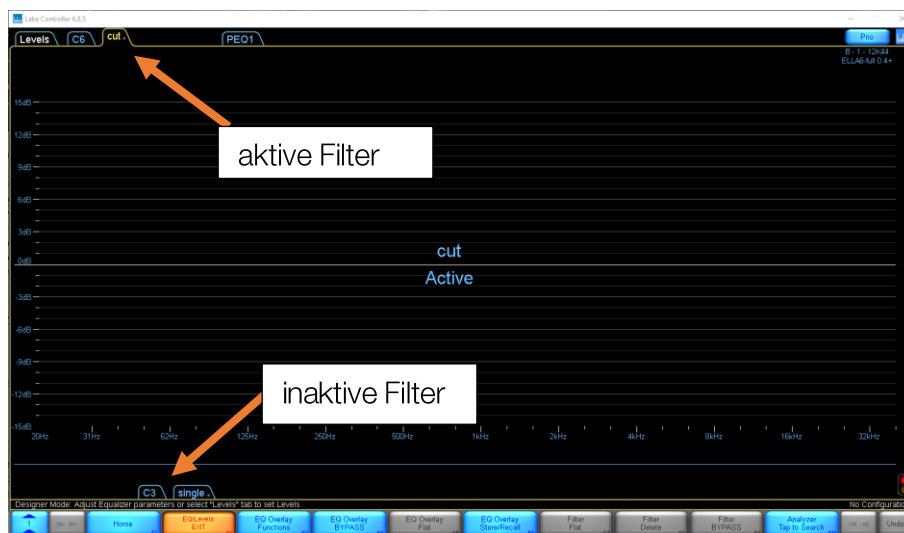 Lake Controller 6.8.5
Levels C6 cut PEQ1 Prio
B - 1 - 12K44
ELLA6-full 0.4+
15dB
12dB
aktive Filter
9dB
6dB
3dB
cut
0dB
Active
-3dB
-6dB
-9dB
inaktive Filter
-12dB
-15dB
20Hz 31Hz 62Hz 125Hz 250Hz 500Hz 1kHz 2kHz 4kHz 8kHz 16kHz 32kHz
C3 single
Designer Mode: Adjust Equalizer parameters or select "Levels" tab to set Levels No Configuratio
1 Home EQ/Levels EXIT EQ Overlay Functions EQ Overlay BYPASS EQ Overlay Flat EQ Overlay Store/Recall Filter Flat Filter Delete Filter BYPASS Analyzer Tap to Search Undo